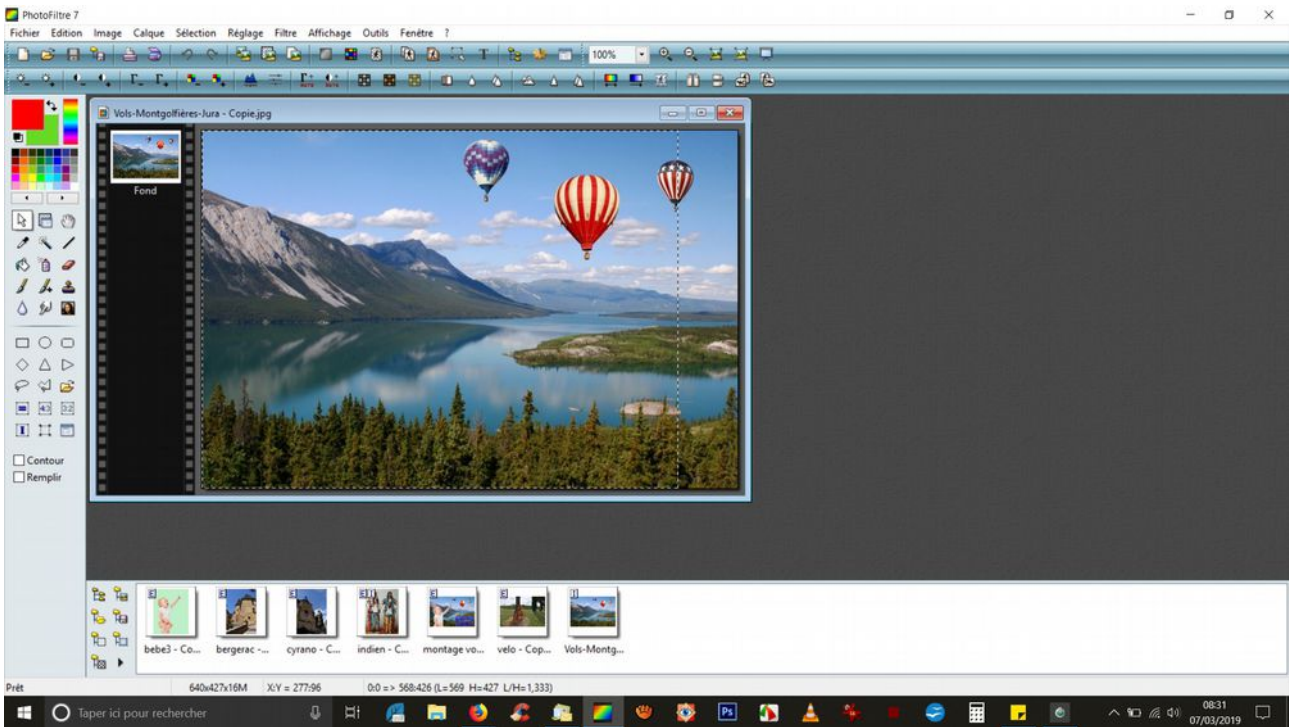 PhotoFiltre 7
Fichier Edition Image Calque Sélection Réglage Filtre Affichage Outils Fenêtre ?
T 100%
Vols-Montgolfières-Jura - Copie.jpg
Fond
Contour
Remplir
bebe3 - Co... bergerac -... cyrano - C... indien - C... montage vo... velo - Cop... Vols-Montg...
Prêt 640x427x16M X:Y = 277:96 0:0 => 568:426 (L=569 H=427 L/H=1,333)
Taper ici pour rechercher Ps 08:31
07/03/2019